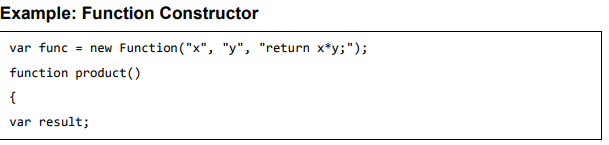 Example: Function Constructor
var func = new Function("x", "y", "return x*y;");
function product()
{
var result;